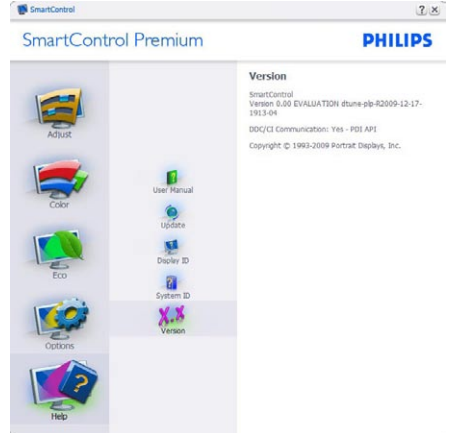 SmartControl
? ×
SmartControl Premium
PHILIPS
Adjust
Color
Eco
Options
Help
User Manual
Update
Display ID
System ID
X.X
Version
Version
SmartControl
Version 0.00 EVALUATION dtune-plp-R2009-12-17-
1913-04
DDC/CI Communication: Yes - PDI API
Copyright © 1993-2009 Portrait Displays, Inc.